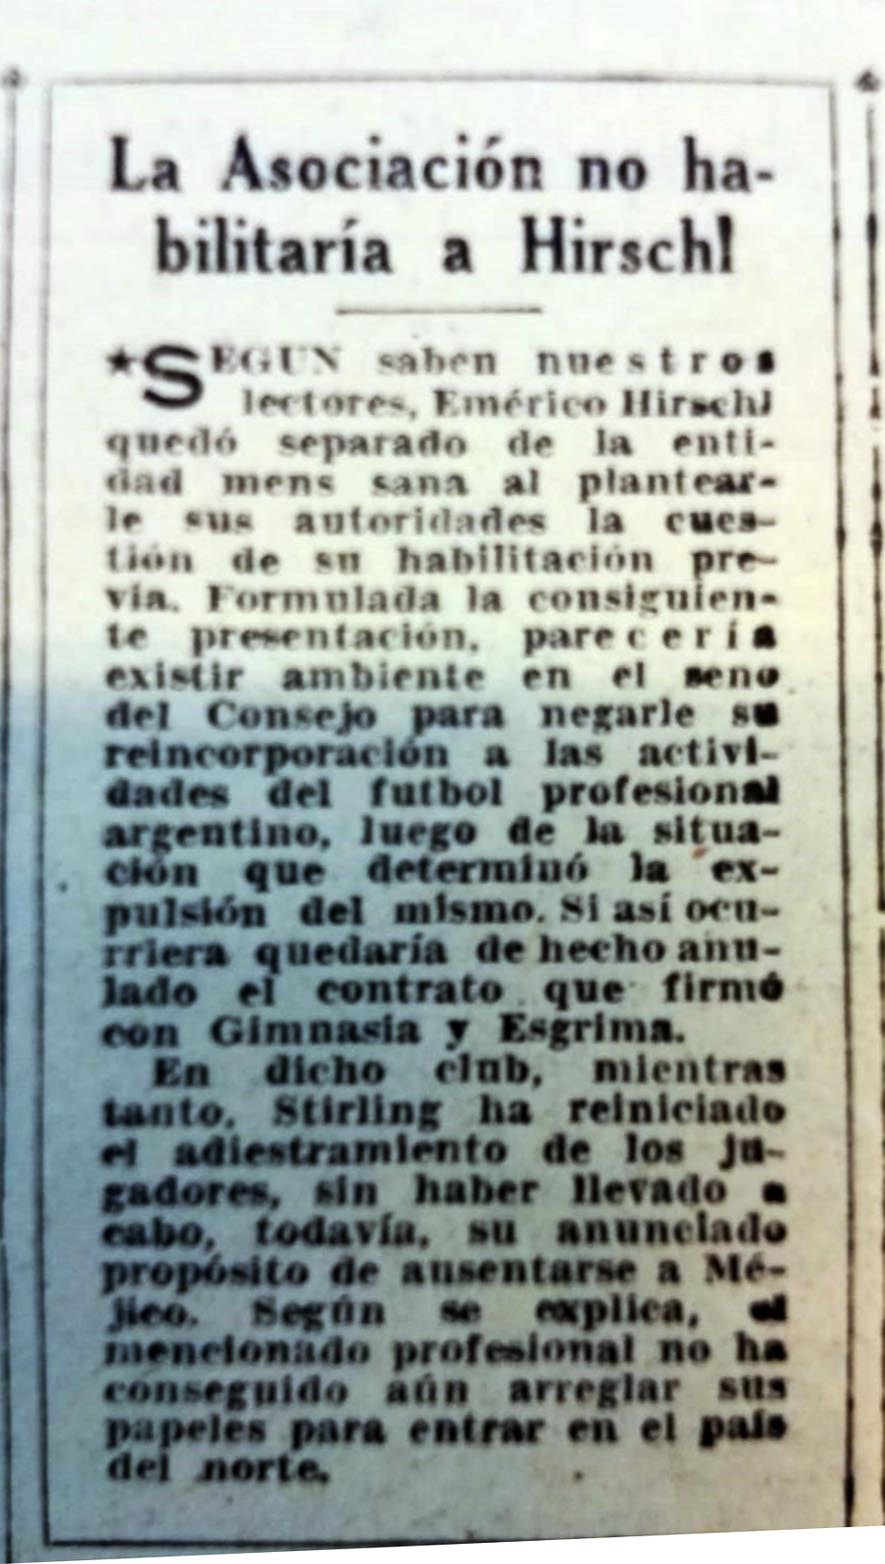 La Asociación no ha-
bilitaría a Hirschl
★SEGUN saben nuestros
lectores, Emérico Hirschl
quedó separado de la enti-
dad mens sana al plantear-
le sus autoridades la cues-
tión de su habilitación pre-
via. Formulada la consiguien-
te presentación, parecería
existir ambiente en el seno
del Consejo para negarle su
reincorporación a las activi-
dades del futbol profesional
argentino, luego de la situa-
ción que determinó la ex-
pulsión del mismo. Si así ocu-
rriera quedaría de hecho anu-
lado el contrato que firmó
con Gimnasia y Esgrima.
En dicho club, mientras
tanto, Stirling ha reiniciado
el adiestramiento de los ju-
gadores, sin haber llevado a
cabo, todavía, su anunciado
propósito de ausentarse a Mé-
jico. Según se explica, el
mencionado profesional no ha
conseguido aún arreglar sus
papeles para entrar en el país
del norte.